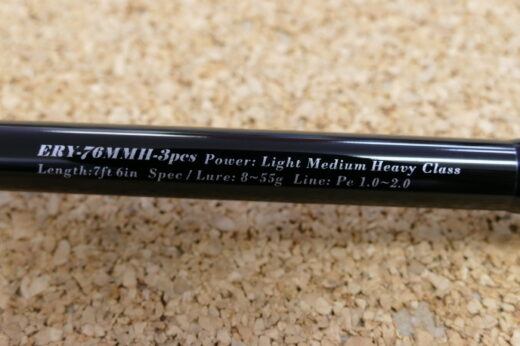 ERY-76MMH-3pcs Power: Light Medium Heavy Class
Length:7ft 6in Spec / Lure: 8~55g Line: Pe 1.0~2.0